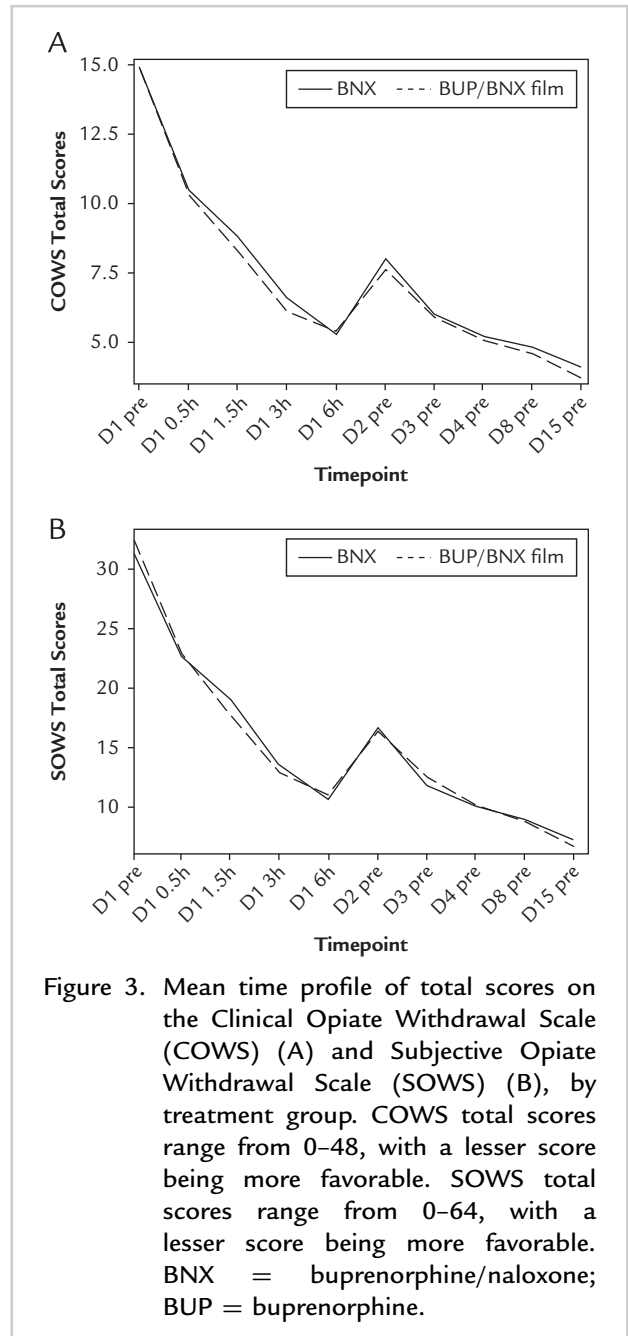 A
15.0
BNX BUP/BNX film
12.5
10.0
7.5
5.0
COWS Total Scores
D1 pre
D1 0.5h
D1 1.5h
D1 3h
D1 6h
D2 pre
D3 pre
D4 pre
D8 pre
D15 pre
Timepoint
B
BNX BUP/BNX film
30
25
20
15
10
SOWS Total Scores
D1 pre
D1 0.5h
D1 1.5h
D1 3h
D1 6h
D2 pre
D3 pre
D4 pre
D8 pre
D15 pre
Timepoint
Figure 3. Mean time profile of total scores on
the Clinical Opiate Withdrawal Scale
(COWS) (A) and Subjective Opiate
Withdrawal Scale (SOWS) (B), by
treatment group. COWS total scores
range from 0–48, with a lesser score
being more favorable. SOWS total
scores range from 0–64, with a
lesser score being more favorable.
BNX = buprenorphine/naloxone;
BUP = buprenorphine.